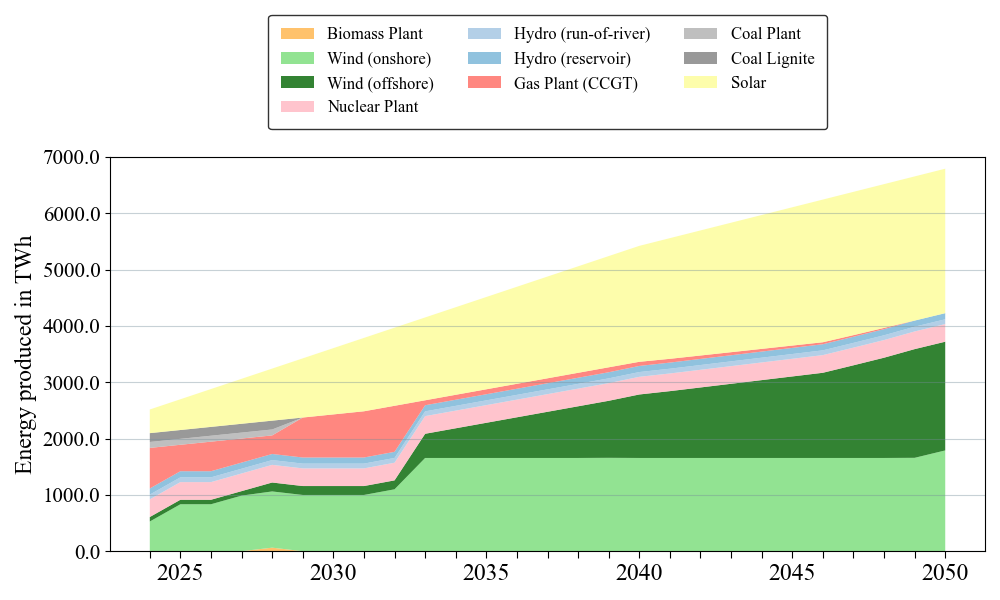 Biomass Plant
Wind (onshore)
Wind (offshore)
Nuclear Plant
Hydro (run-of-river)
Hydro (reservoir)
Gas Plant (CCGT)
Coal Plant
Coal Lignite
Solar
Energy produced in TWh
7000.0
6000.0
5000.0
4000.0
3000.0
2000.0
1000.0
0.0
2025 2030 2035 2040 2045 2050